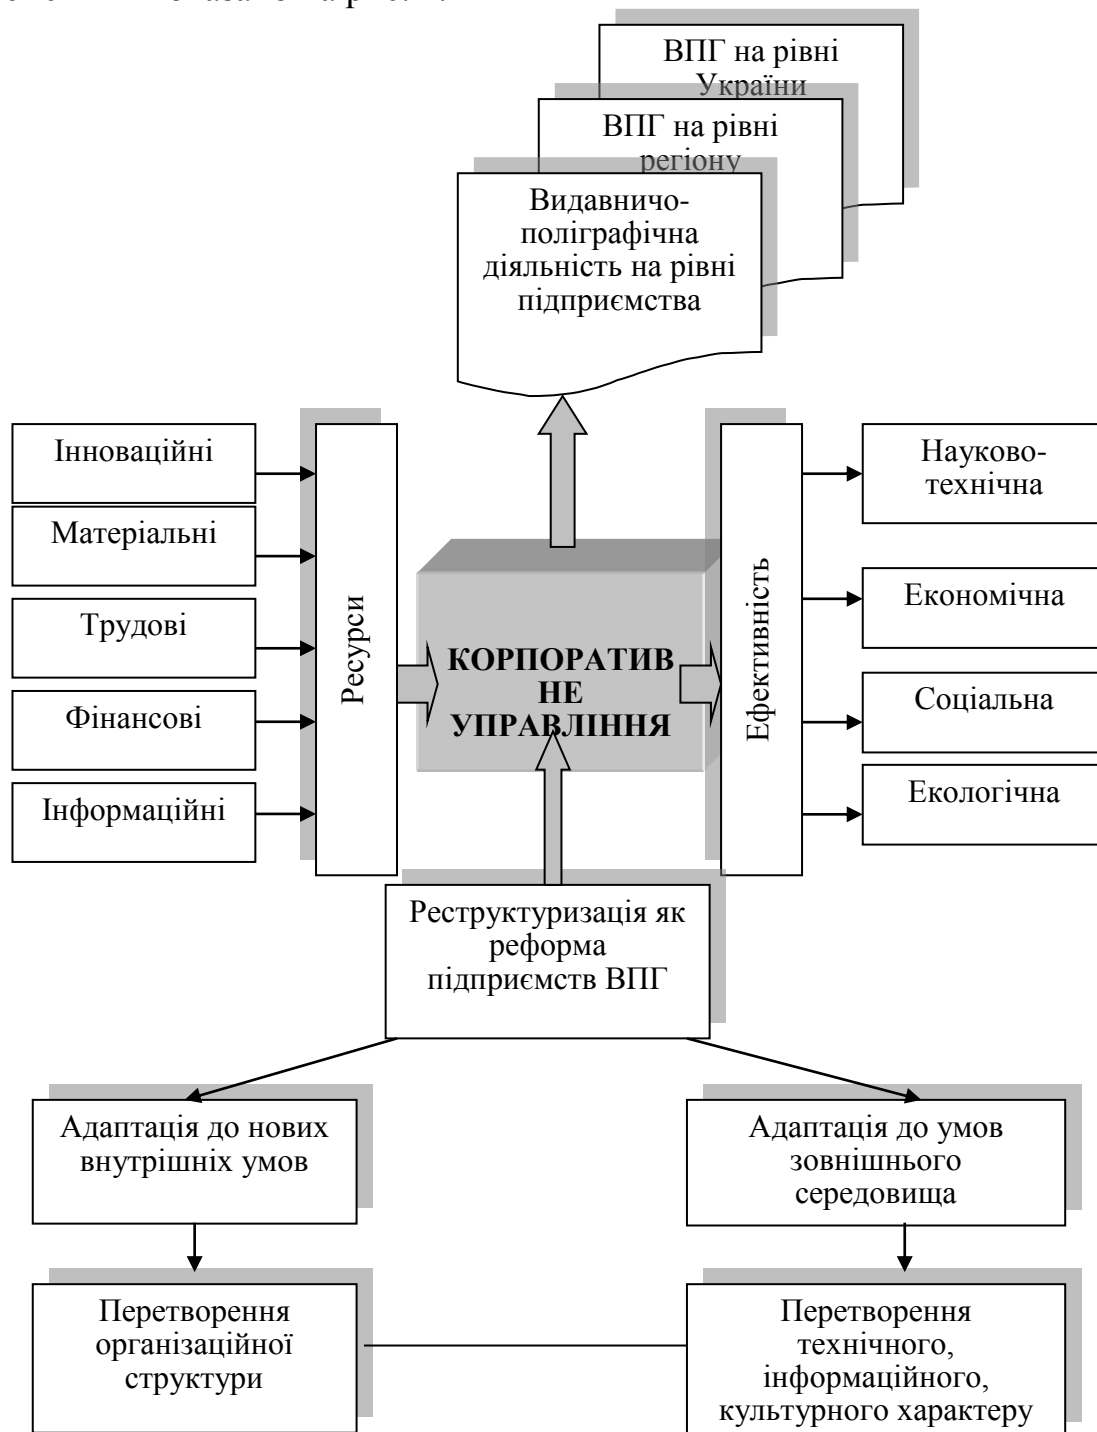 ВПГ на рівні
України
ВПГ на рівні
регіону
Видавничо-
поліграфічна
діяльність на рівні
підприємства
Інноваційні
Матеріальні
Трудові
Фінансові
Інформаційні
Ресурси
КОРПОРАТИВ
НЕ
УПРАВЛІННЯ
Ефективність
Науково-
технічна
Економічна
Соціальна
Екологічна
Реструктуризація як
реформа
підприємств ВПГ
Адаптація до нових
внутрішніх умов
Адаптація до умов
зовнішнього
середовища
Перетворення
організаційної
структури
Перетворення
технічного,
інформаційного,
культурного характеру